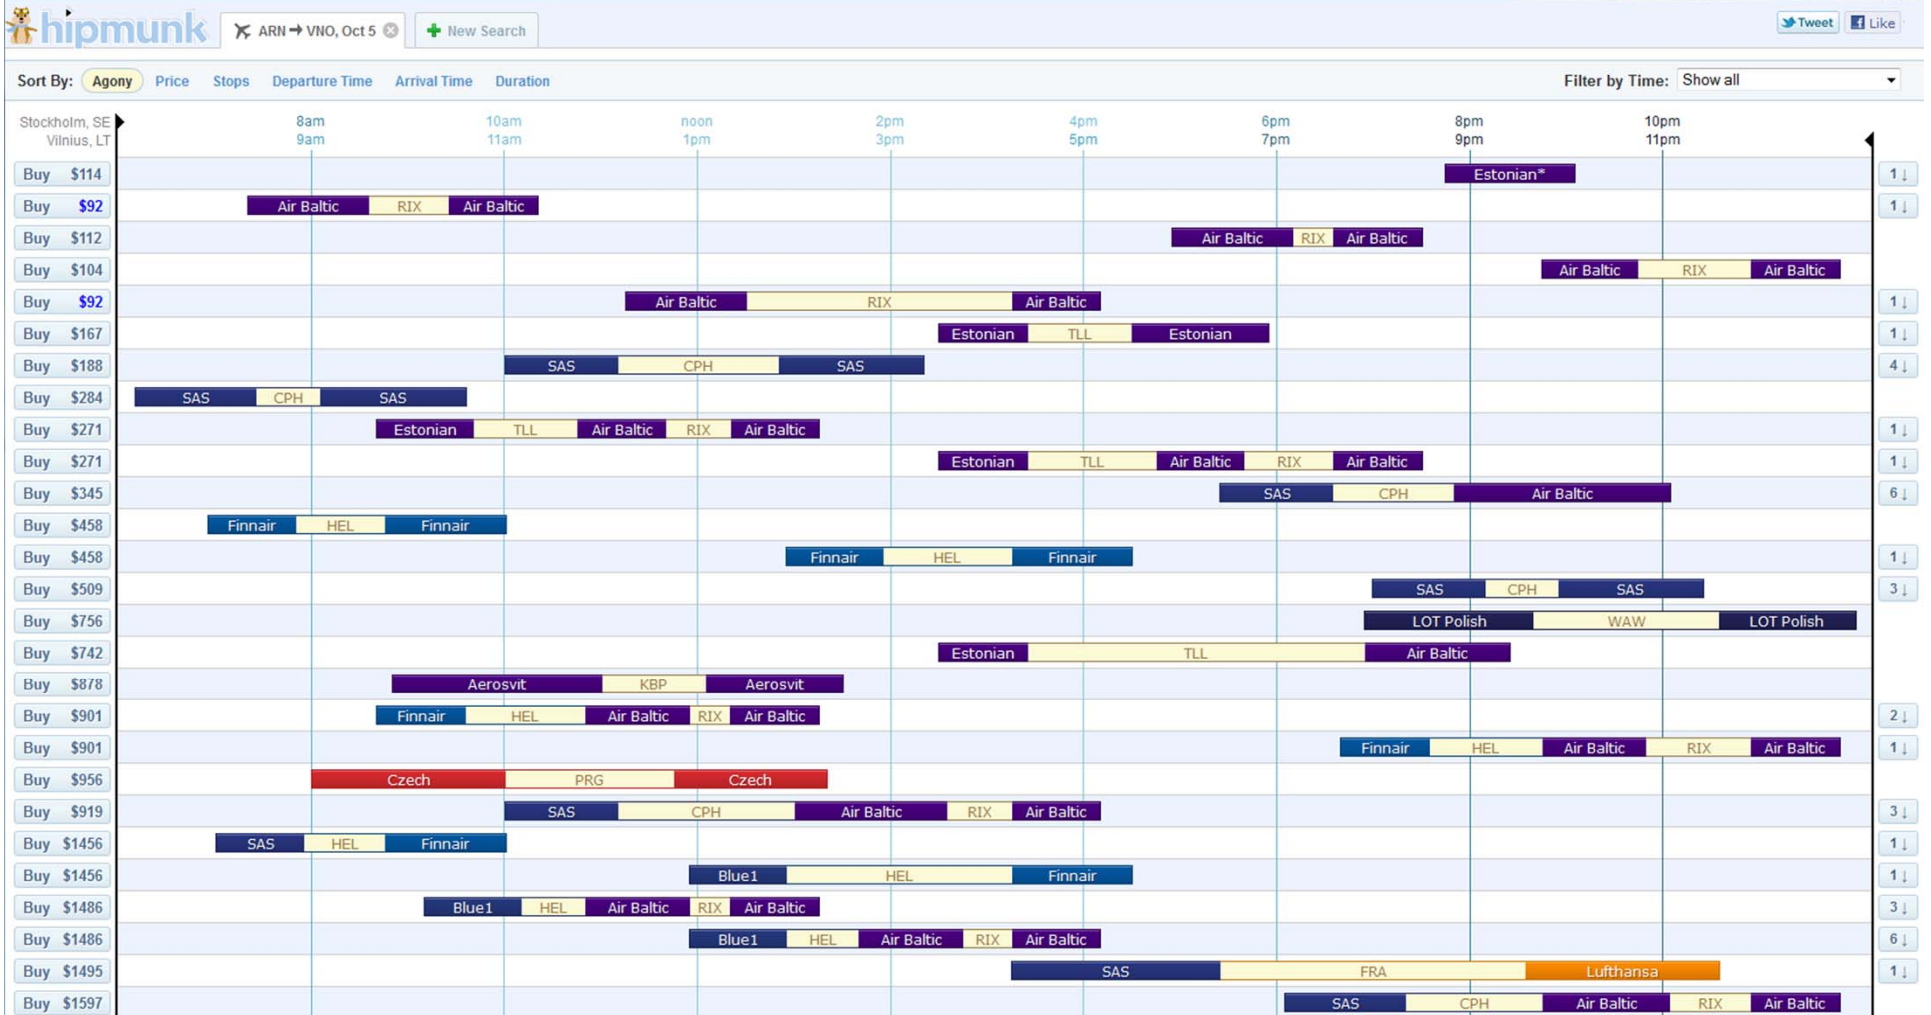 hipmunk ARN → VNO, Oct 5 New Search Tweet Like
Sort By: Agony Price Stops Departure Time Arrival Time Duration Filter by Time: Show all
Stockholm, SE 8am 10am noon 2pm 4pm 6pm 8pm 10pm
Vilnius, LT 9am 11am 1pm 3pm 5pm 7pm 9pm 11pm
Buy $114 Estonian* 1↓
Buy $92 Air Baltic RIX Air Baltic 1↓
Buy $112 Air Baltic RIX Air Baltic 1↓
Buy $104 Air Baltic RIX Air Baltic
Buy $92 Air Baltic RIX Air Baltic 1↓
Buy $167 Estonian TLL Estonian 1↓
Buy $188 SAS CPH SAS 4↓
Buy $284 SAS CPH SAS
Buy $271 Estonian TLL Air Baltic RIX Air Baltic 1↓
Buy $271 Estonian TLL Air Baltic RIX Air Baltic 1↓
Buy $345 SAS CPH Air Baltic 6↓
Buy $458 Finnair HEL Finnair
Buy $458 Finnair HEL Finnair 1↓
Buy $509 SAS CPH SAS 3↓
Buy $756 LOT Polish WAW LOT Polish
Buy $742 Estonian TLL Air Baltic
Buy $878 Aerosvit KBP Aerosvit
Buy $901 Finnair HEL Air Baltic RIX Air Baltic 2↓
Buy $901 Finnair HEL Air Baltic RIX Air Baltic 1↓
Buy $956 Czech PRG Czech
Buy $919 SAS CPH Air Baltic RIX Air Baltic 3↓
Buy $1456 SAS HEL Finnair 1↓
Buy $1456 Blue1 HEL Finnair 1↓
Buy $1486 Blue1 HEL Air Baltic RIX Air Baltic 3↓
Buy $1486 Blue1 HEL Air Baltic RIX Air Baltic 6↓
Buy $1495 SAS FRA Lufthansa 1↓
Buy $1597 SAS CPH Air Baltic RIX Air Baltic